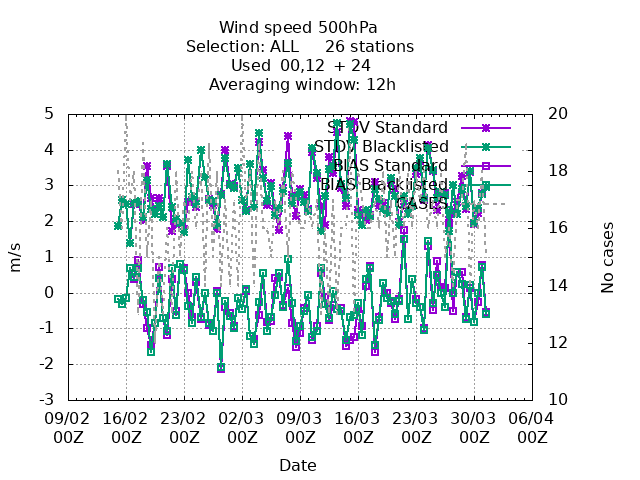 Wind speed 500hPa
Selection: ALL 26 stations
Used 00,12 + 24
Averaging window: 12h
5
4
3
2
1
0
-1
-2
-3
m/s
20
18
16
14
12
10
No cases
STDV Standard
STDV Blacklisted
BIAS Standard
BIAS Blacklisted
CASES
09/02 16/02 23/02 02/03 09/03 16/03 23/03 30/03 06/04
00Z 00Z 00Z 00Z 00Z 00Z 00Z 00Z 00Z
Date